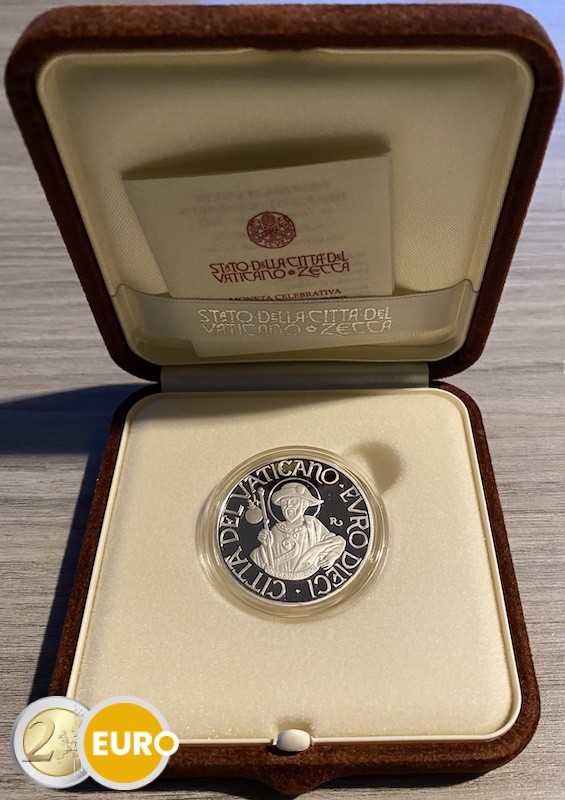 STATO·DELLA CITTÀ·DEL
VATICANO ZECCA
MONETA CELEBRATIVA
STATO·DELLA CITTÀ·DEL
VATICANO ZECCA
CITTÀ DEL VATICANO · EVRO DIECI ·
R
2
EURO